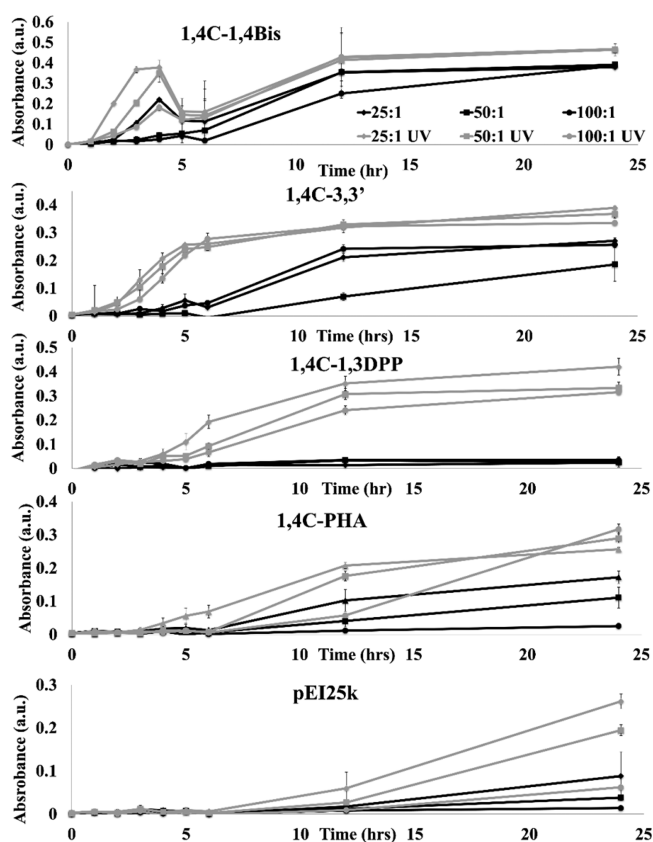 1,4C-1,4Bis
Absorbance (a.u.)
0.6
0.5
0.4
0.3
0.2
0.1
0
25:1 50:1 100:1
25:1 UV 50:1 UV 100:1 UV
0 5 10 15 20 25
Time (hr)
1,4C-3,3'
Absorbance (a.u.)
0.4
0.3
0.2
0.1
0
0 5 10 Time (hrs) 15 20 25
1,4C-1,3DPP
Absorbance (a.u.)
0.5
0.4
0.3
0.2
0.1
0
0 5 10 Time (hr) 15 20 25
1,4C-PHA
Absorbance (a.u.)
0.4
0.3
0.2
0.1
0
0 5 10 Time (hrs) 15 20 25
pEI25k
Absrobance (a.u.)
0.3
0.2
0.1
0
0 5 10 Time (hrs) 15 20 25